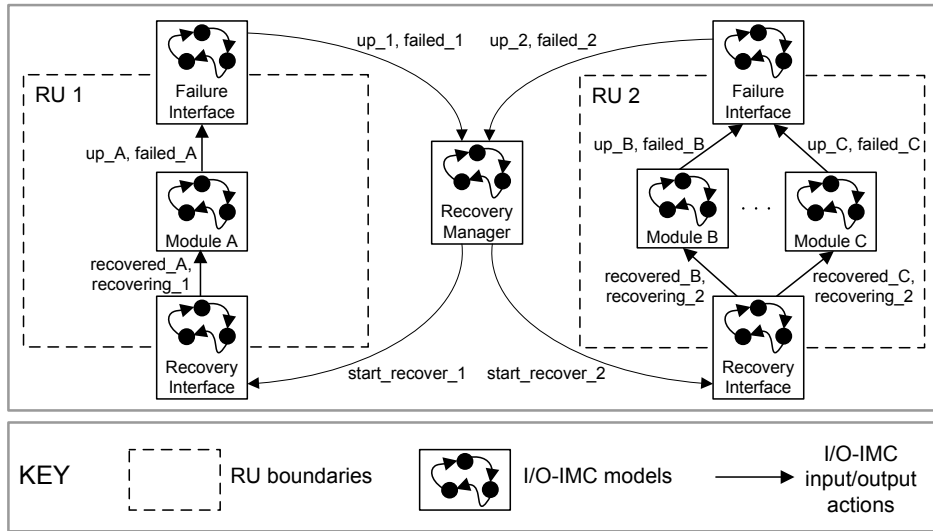 up_1, failed_1
up_2, failed_2
RU 1
Failure
Interface
RU 2
Failure
Interface
up_A, failed_A
up_B, failed_B
up_C, failed_C
Module A
Recovery
Manager
Module B
. . .
Module C
recovered_A,
recovering_1
recovered_B,
recovering_2
recovered_C,
recovering_2
Recovery
Interface
start_recover_1
start_recover_2
Recovery
Interface
KEY
RU boundaries
I/O-IMC models
I/O-IMC
input/output
actions